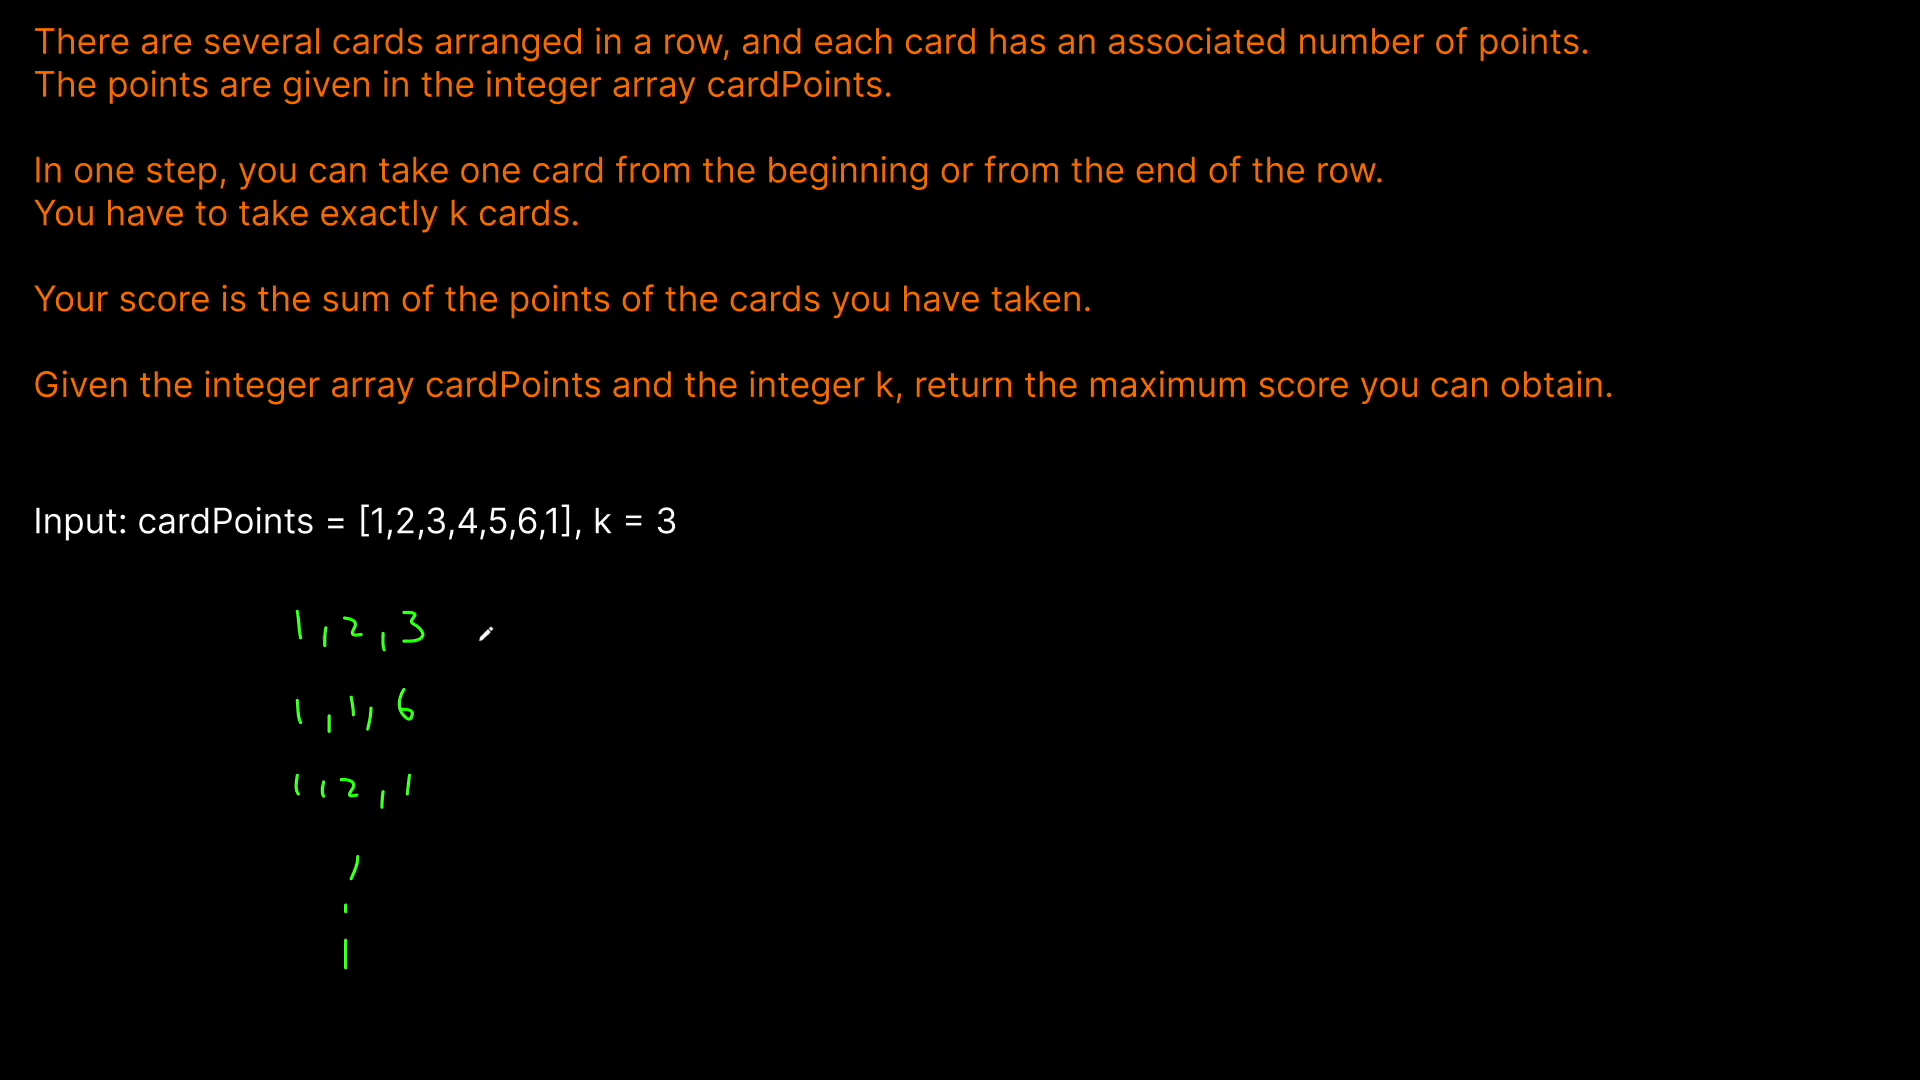 There are several cards arranged in a row, and each card has an associated number of points.
The points are given in the integer array cardPoints.
In one step, you can take one card from the beginning or from the end of the row.
You have to take exactly k cards.
Your score is the sum of the points of the cards you have taken.
Given the integer array cardPoints and the integer k, return the maximum score you can obtain.
Input: cardPoints = [1,2,3,4,5,6,1], k = 3
1,2,3
1,1,6
1,2,1